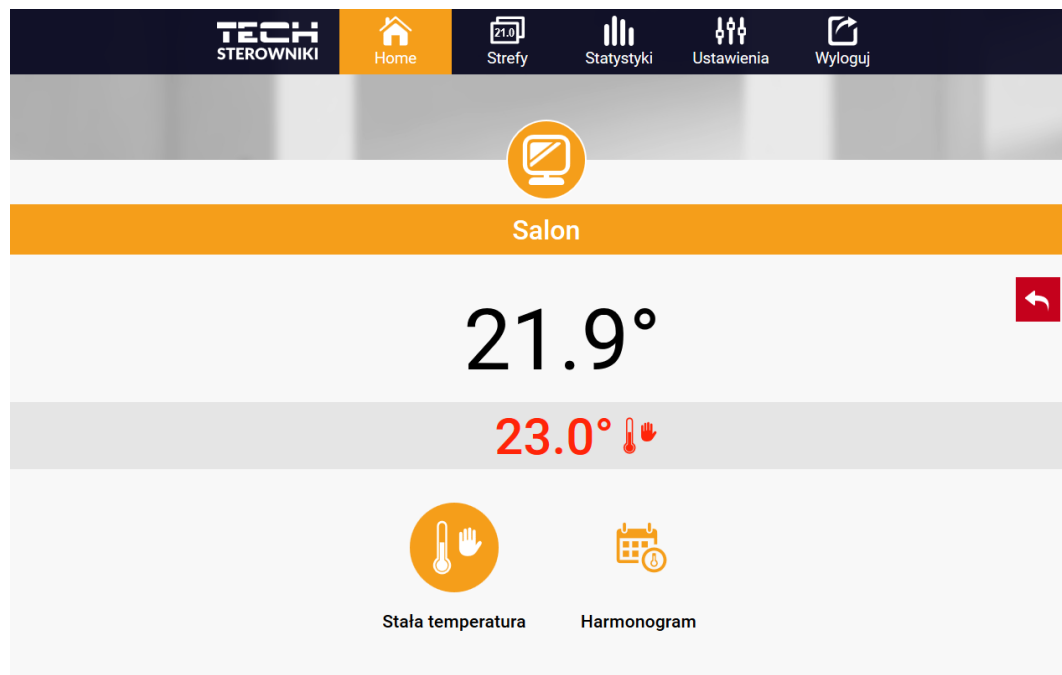 TECH
STEROWNIKI
Home
21.0
Strefy
Statystyki
Ustawienia
Wyloguj
Salon
21.9°
23.0°
Stała temperatura
Harmonogram